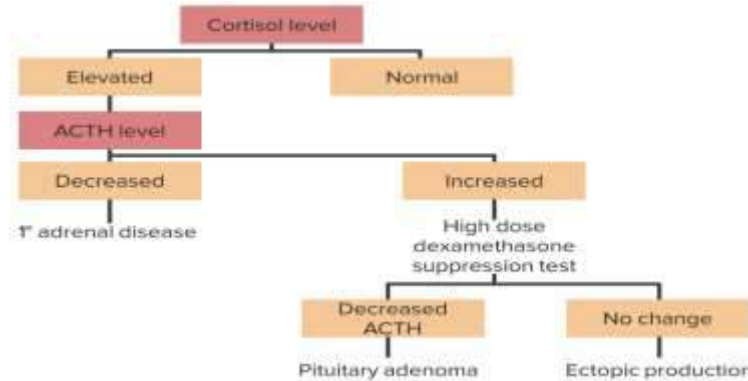 Cortisol level
Elevated
Normal
ACTH level
Decreased
Increased
1° adrenal disease
High dose
dexamethasone
suppression test
Decreased
ACTH
No change
Pituitary adenoma
Ectopic production